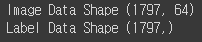 Image Data Shape (1797, 64)
Label Data Shape (1797,)